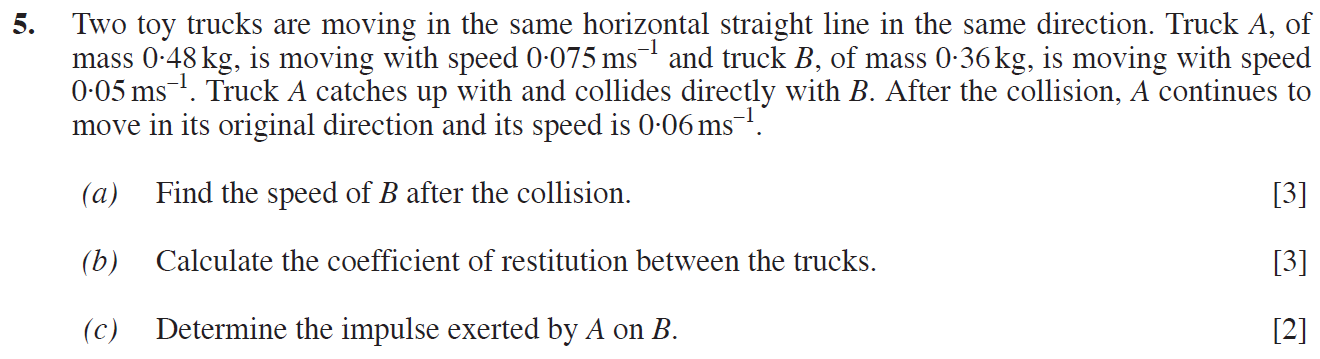 5. Two toy trucks are moving in the same horizontal straight line in the same direction. Truck A, of
mass 0·48 kg, is moving with speed 0·075 ms⁻¹ and truck B, of mass 0·36 kg, is moving with speed
0·05 ms⁻¹. Truck A catches up with and collides directly with B. After the collision, A continues to
move in its original direction and its speed is 0·06 ms⁻¹.
(a) Find the speed of B after the collision. [3]
(b) Calculate the coefficient of restitution between the trucks. [3]
(c) Determine the impulse exerted by A on B. [2]